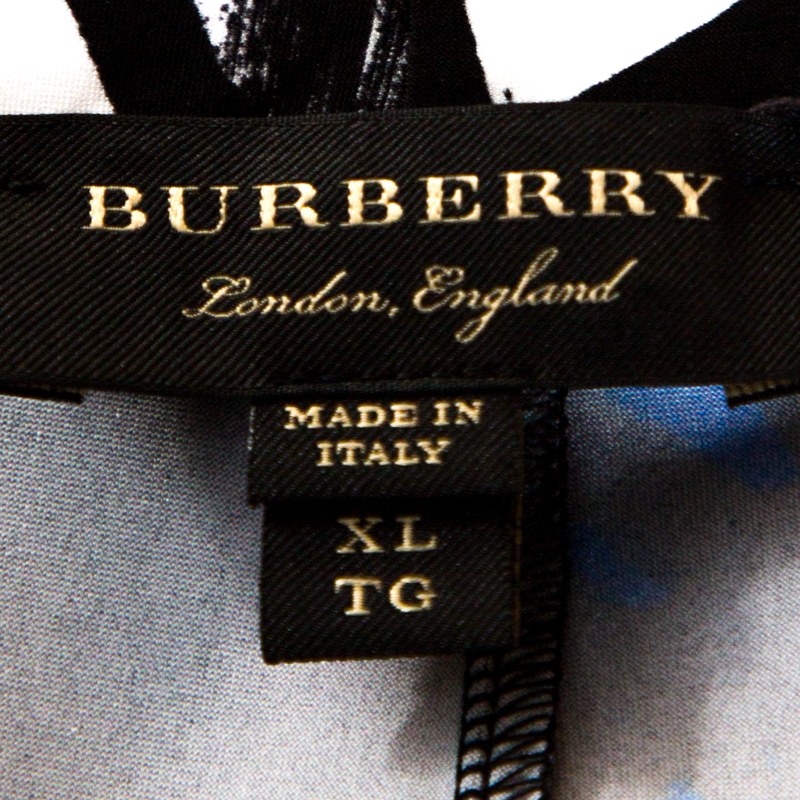 BURBERRY
London, England
MADE IN
ITALY
XL
TG